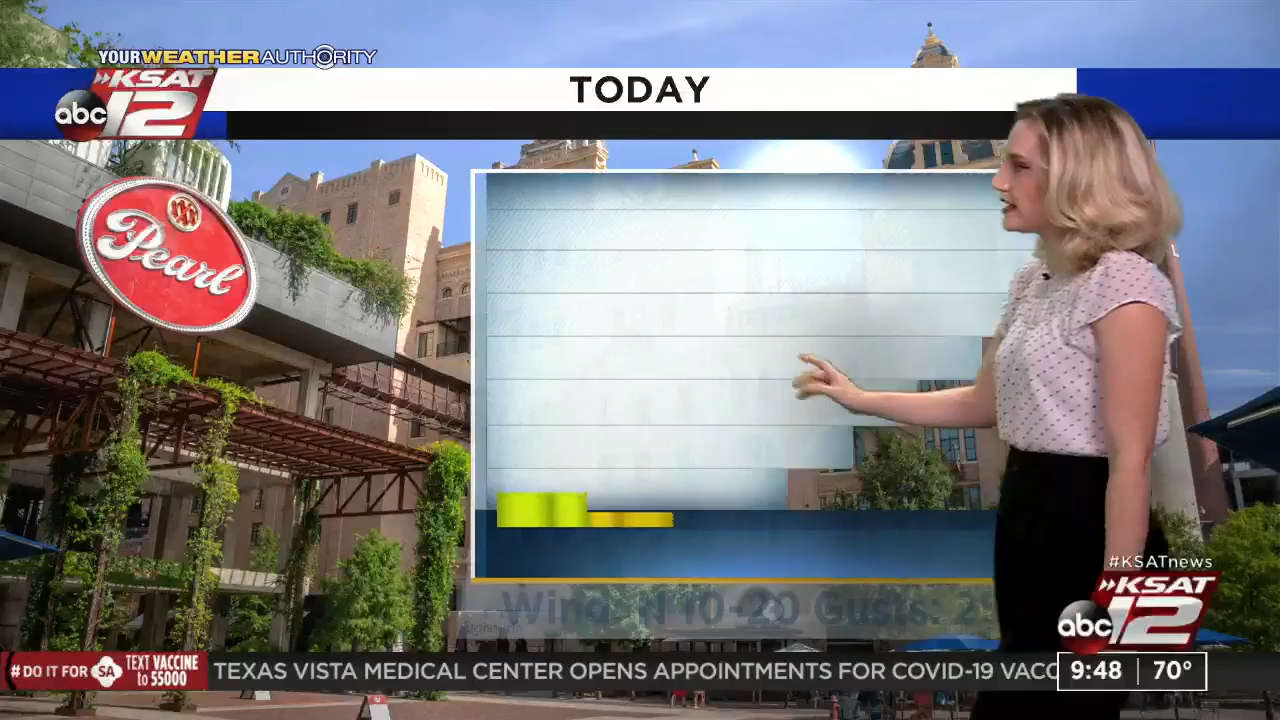 YOURWEATHERAUTHORITY
TODAY
KSAT
abc 12
Pearl
Wind: N 10-20 Gusts: 2
#KSATnews
KSAT
abc 12
#DO IT FOR SA TEXT VACCINE to 55000
TEXAS VISTA MEDICAL CENTER OPENS APPOINTMENTS FOR COVID-19 VACC
9:48 70°